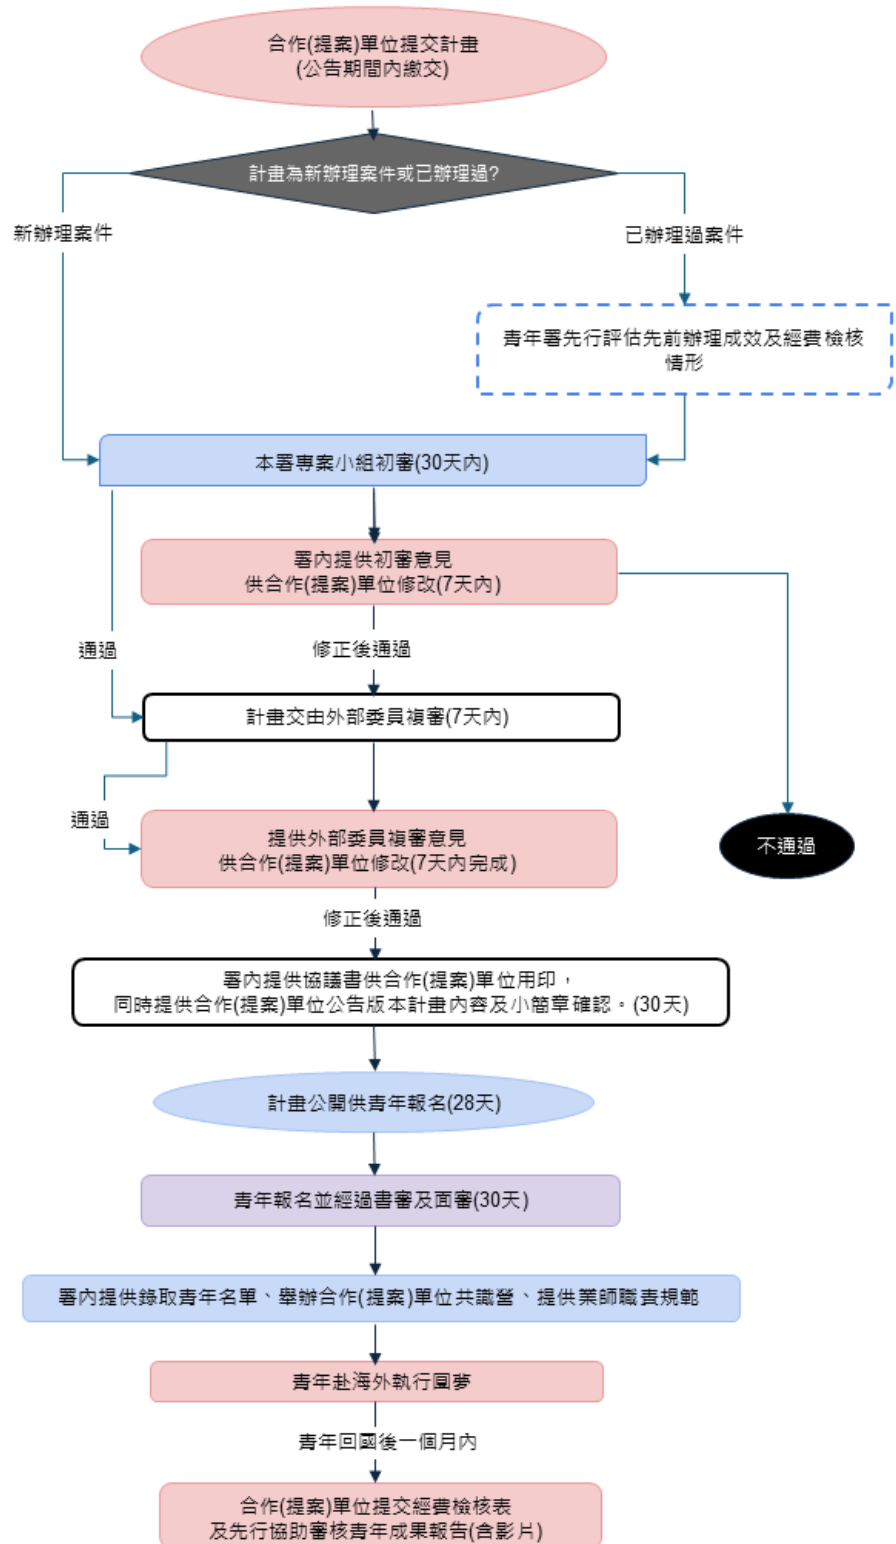 合作(提案)單位提交計畫
(公告期間內繳交)
計畫為新辦理案件或已辦理過?
新辦理案件
已辦理過案件
青年署先行評估先前辦理成效及經費檢核
情形
本署專案小組初審(30天內)
署內提供初審意見
供合作(提案)單位修改(7天內)
通過
修正後通過
計畫交由外部委員複審(7天內)
通過
提供外部委員複審意見
供合作(提案)單位修改(7天內完成)
不通過
修正後通過
署內提供協議書供合作(提案)單位用印，
同時提供合作(提案)單位公告版本計畫內容及小簡章確認。(30天)
計畫公開供青年報名(28天)
青年報名並經過書審及面審(30天)
署內提供錄取青年名單、舉辦合作(提案)單位共識營、提供業師職責規範
青年赴海外執行圓夢
青年回國後一個月內
合作(提案)單位提交經費檢核表
及先行協助審核青年成果報告(含影片)